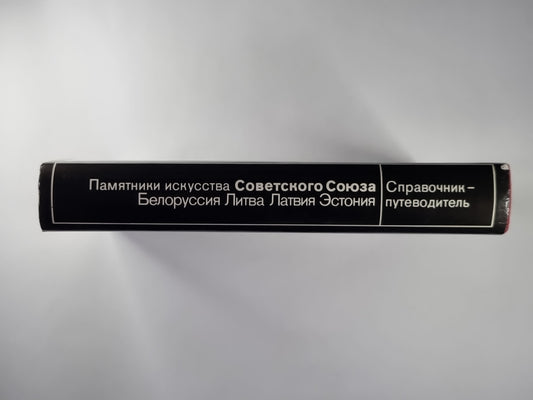 Памятники искусства Советского Союза
Белоруссия Литва Латвия Эстония
Справочник–
путеводитель